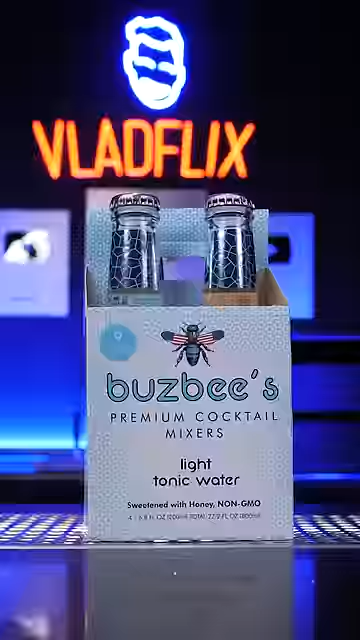 VLADFLIX
buzbee's
PREMIUM COCKTAIL
MIXERS
light
tonic water
Sweetened with Honey, NON-GMO